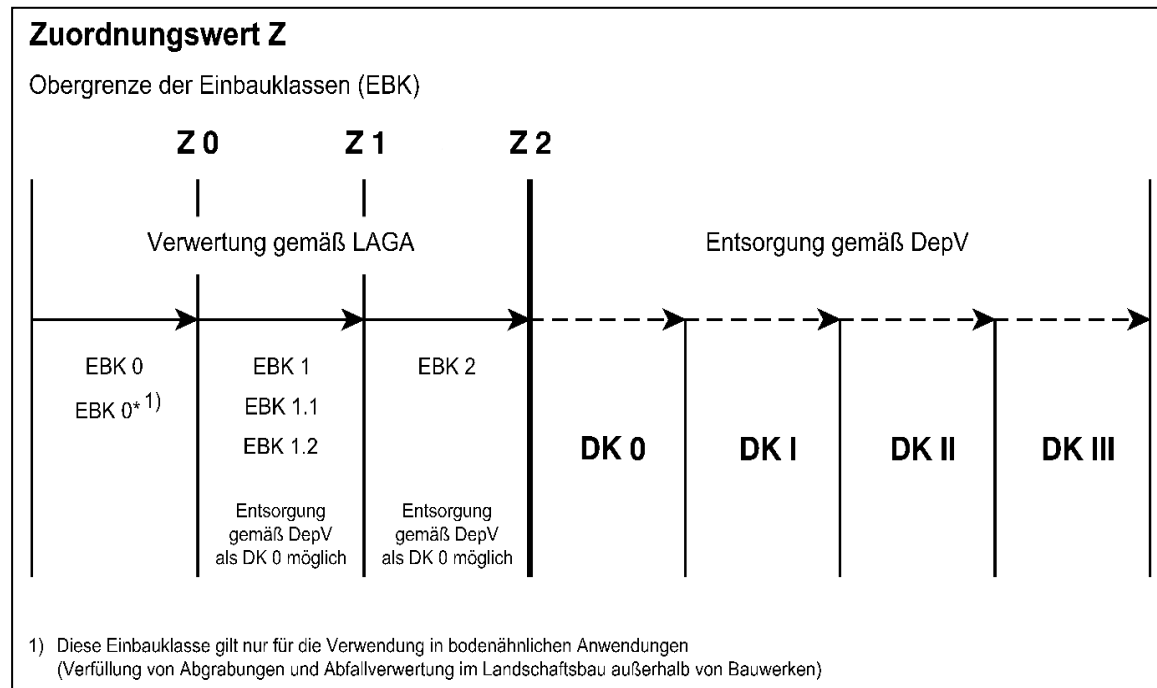 Zuordnungswert Z
Obergrenze der Einbauklassen (EBK)
Z 0 Z 1 Z 2
Verwertung gemäß LAGA Entsorgung gemäß DepV
EBK 0 EBK 1 EBK 2
EBK 0* 1) EBK 1.1
EBK 1.2
DK 0 DK I DK II DK III
Entsorgung Entsorgung
gemäß DepV gemäß DepV
als DK 0 möglich als DK 0 möglich
1) Diese Einbauklasse gilt nur für die Verwendung in bodenähnlichen Anwendungen
(Verfüllung von Abgrabungen und Abfallverwertung im Landschaftsbau außerhalb von Bauwerken)